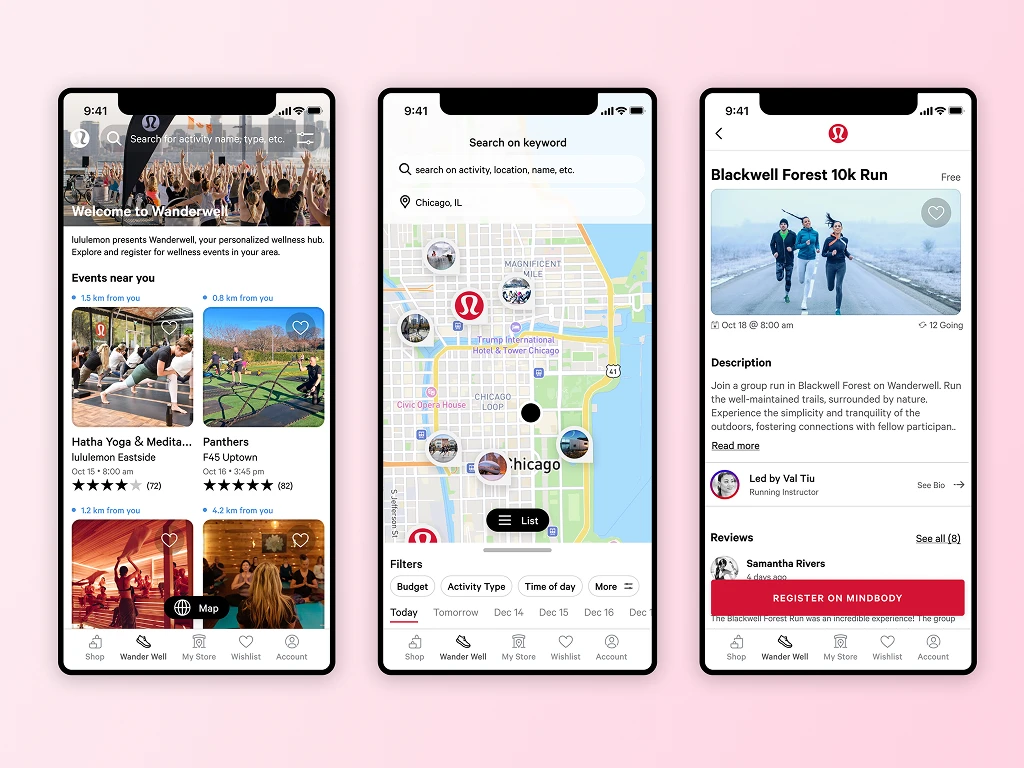 9:41
Search for activity name, type, etc.
Welcome to Wanderwell
lululemon presents Wanderwell, your personalized wellness hub.
Explore and register for wellness events in your area.
Events near you
1.5 km from you
0.8 km from you
Hatha Yoga & Medita...
Panthers
lululemon Eastside
F45 Uptown
Oct 15 • 8:00 am
Oct 16 • 3:45 pm
(72)
(82)
1.2 km from you
4.2 km from you
Map
Shop
Wander Well
My Store
Wishlist
Account
9:41
Search on keyword
search on activity, location, name, etc.
Chicago, IL
MAGNIFICENT
MILE
Trump International
Hotel & Tower Chicago
41
CHICAGO
LOOP
Civic Opera House
Chicago
S Jefferson St
List
Filters
Budget
Activity Type
Time of day
More
Today
Tomorrow
Dec 14
Dec 15
Dec 16
Dec 1
Shop
Wander Well
My Store
Wishlist
Account
9:41
Blackwell Forest 10k Run
Free
Oct 18 @ 8:00 am
12 Going
Description
Join a group run in Blackwell Forest on Wanderwell. Run
the well-maintained trails, surrounded by nature.
Experience the simplicity and tranquility of the
outdoors, fostering connections with fellow participan..
Read more
Led by Val Tiu
Running Instructor
See Bio
Reviews
See all (8)
Samantha Rivers
4 days ago
REGISTER ON MINDBODY
The Blackwell Forest Run was an incredible experience! The group
Shop
Wander Well
My Store
Wishlist
Account